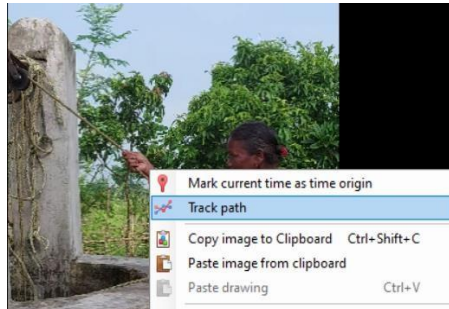 Mark current time as time origin
Track path
Copy image to Clipboard Ctrl+Shift+C
Paste image from clipboard
Paste drawing Ctrl+V